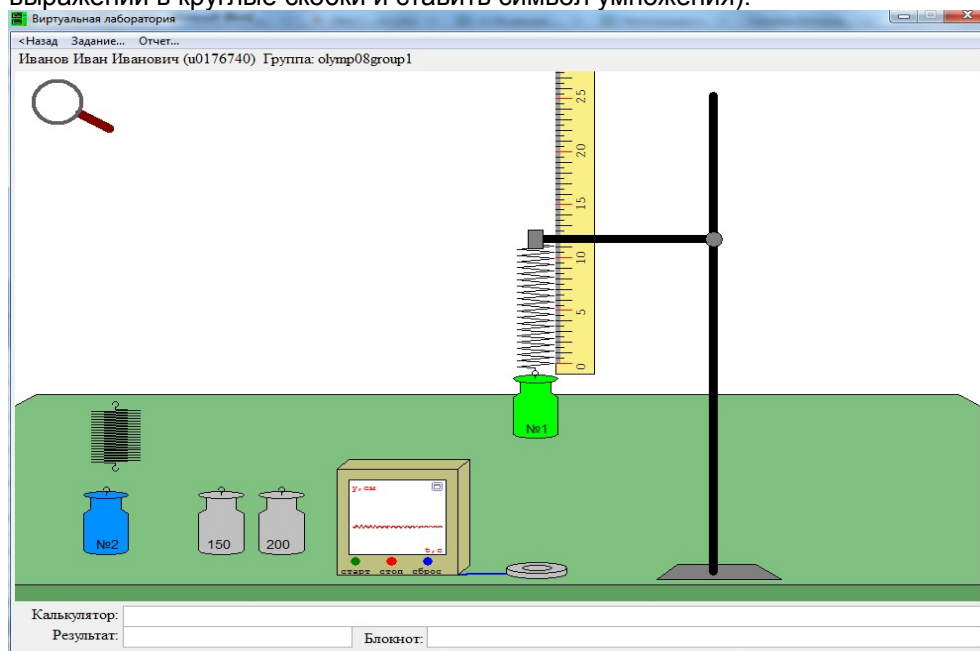 выражений в круглые скобки и ставить символ умножения).
Виртуальная лаборатория
<Назад Задание... Отчет...
Иванов Иван Иванович (u0176740) Группа: olymp08group1
25
20
15
10
5
0
№1
№2
150
200
y, см
t, с
старт стоп сброс
Калькулятор:
Результат:
Блокнот: